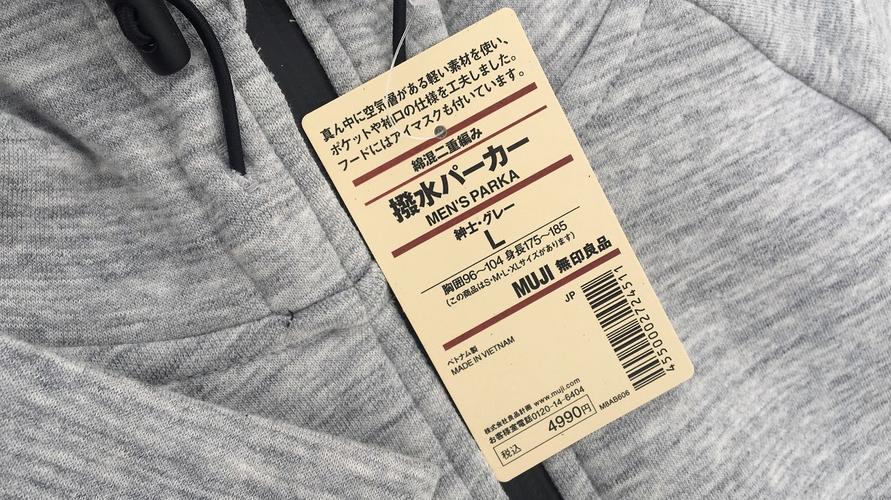 真ん中に空気層がある軽い素材を使い、
ポケットや袖口の仕様を工夫しました。
フードにはアイマスクも付いています。
綿混二重編み
撥水パーカー
MEN'S PARKA
紳士・グレー
L
胸囲96〜104 身長175〜185
(この商品はS・M・L・XLサイズがあります)
MUJI 無印良品
JP
4550002724511
ベトナム製
MADE IN VIETNAM
株式会社良品計画 www.muji.com
お客様室電話0120-14-6404
税込 4990円
M8AB606